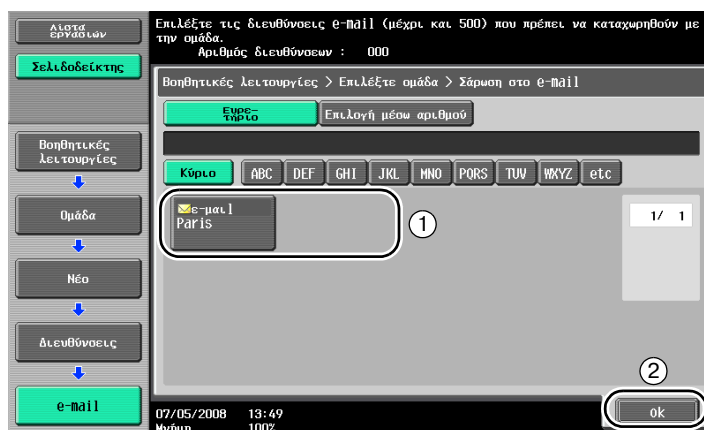 Λίστα
εργασιών
Σελιδοδείκτης
Βοηθητικές
λειτουργίες
Ομάδα
Νέο
Διευθύνσεις
e-mail
Επιλέξτε τις διευθύνσεις e-mail (μέχρι και 500) που πρέπει να καταχωρηθούν με
την ομάδα.
Αριθμός διευθύνσεων : 000
Βοηθητικές λειτουργίες > Επιλέξτε ομάδα > Σάρωση στο e-mail
Ευρε-
τήριο
Επιλογή μέσω αριθμού
Κύριο ABC DEF GHI JKL MNO PQRS TUV WXYZ etc
ε-μαιl
Paris
1
1/ 1
2
ok
07/05/2008 13:49
Μνήμη 100%